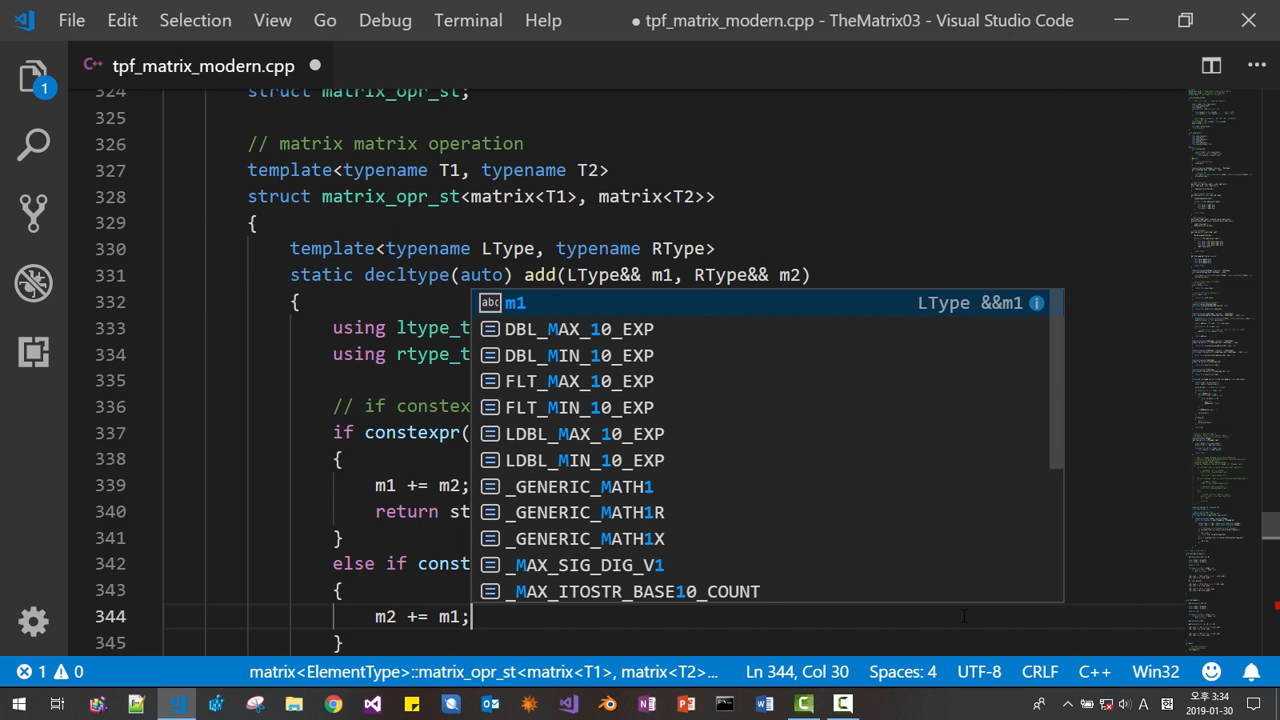 File Edit Selection View Go Debug Terminal Help ● tpf_matrix_modern.cpp - TheMatrix03 - Visual Studio Code
C++ tpf_matrix_modern.cpp
1
324 struct matrix_opr_st;
325
326 // matrix matrix operation
327 template<typename T1, typename T2>
328 struct matrix_opr_st<matrix<T1>, matrix<T2>>
329 {
330 template<typename LType, typename RType>
331 static decltype(auto) add(LType&& m1, RType&& m2)
332 {
333 using ltype_t
334 using rtype_t
335
336 // if constex
337 if constexpr(
338 {
339 m1 += m2;
340 return st
341 }
342 else if const
343 {
344 m2 += m1;
345 }
abc m1 LType &&m1
DBL_MAX_10_EXP
DBL_MIN_10_EXP
FLT_MAX_10_EXP
FLT_MIN_10_EXP
LDBL_MAX_10_EXP
LDBL_MIN_10_EXP
_GENERIC_MATH1
_GENERIC_MATH1R
_GENERIC_MATH1X
_MAX_SIG_DIG_V1
_MAX_ITOSTR_BASE10_COUNT
1 0 matrix<ElementType>::matrix_opr_st<matrix<T1>, matrix<T2>... Ln 344, Col 30 Spaces: 4 UTF-8 CRLF C++ Win32
A 오후 3:34
2019-01-30